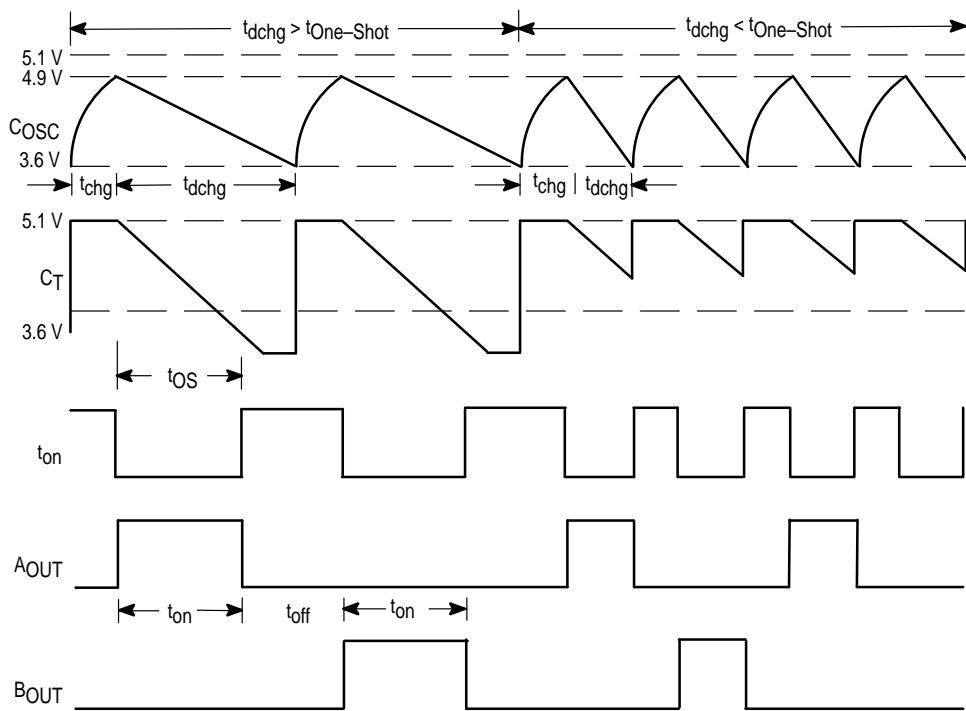 tdchg > tOne–Shot
tdchg < tOne–Shot
5.1 V
4.9 V
COSC
3.6 V
tchg
tdchg
tchg
tdchg
5.1 V
CT
3.6 V
tOS
ton
AOUT
ton
toff
ton
BOUT